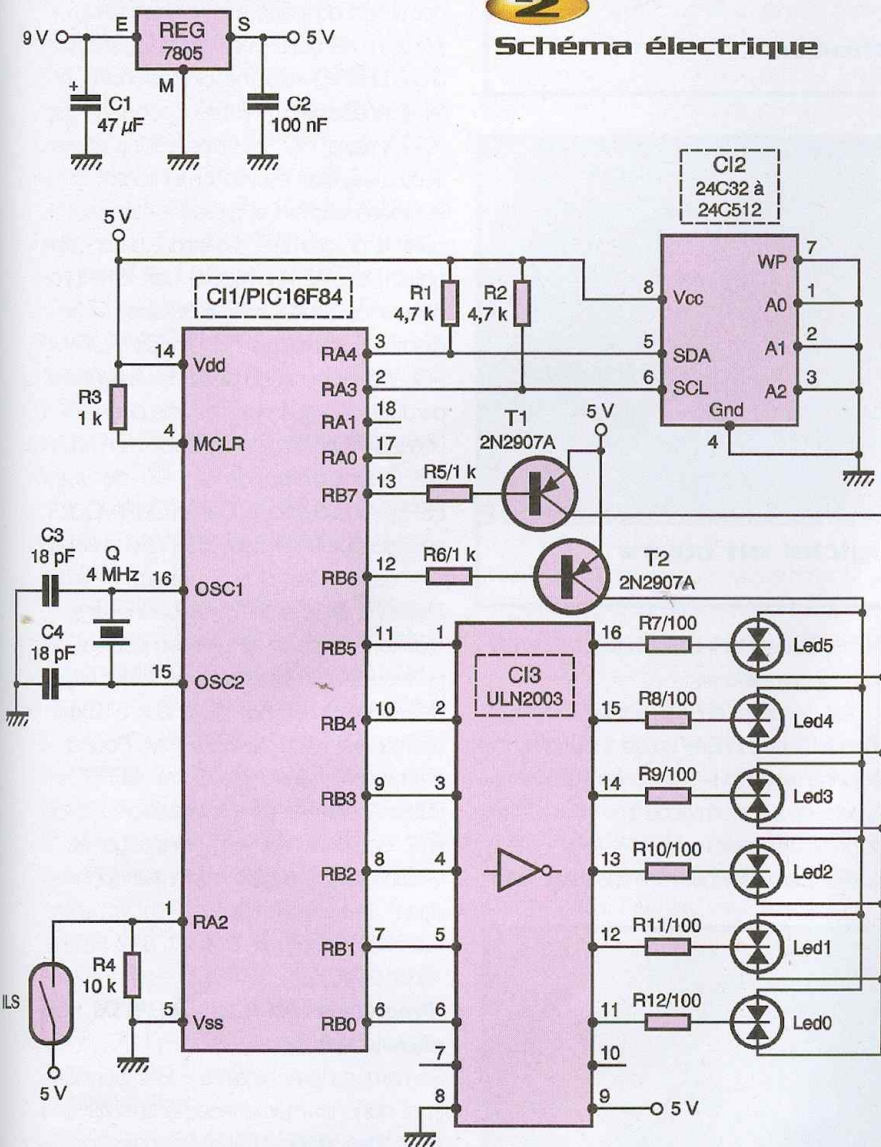 2
Schéma électrique
9 V
E
REG
7805
S
5 V
M
+
C1
47 µF
C2
100 nF
5 V
CI1/PIC16F84
R1
4,7 k
R2
4,7 k
CI2
24C32 à
24C512
8
Vcc
5
SDA
6
SCL
Gnd
4
WP
7
A0
1
A1
2
A2
3
14
Vdd
R3
1 k
4
MCLR
RA4
3
RA3
2
RA1
18
RA0
17
RB7
13
R5/1 k
T1
2N2907A
5 V
RB6
12
R6/1 k
T2
2N2907A
C3
18 pF
Q
4 MHz
16
OSC1
C4
18 pF
15
OSC2
RB5
11
1
CI3
ULN2003
16
R7/100
Led5
RB4
10
2
15
R8/100
Led4
RB3
9
3
14
R9/100
Led3
RB2
8
4
13
R10/100
Led2
1
RA2
RB1
7
5
12
R11/100
Led1
R4
10 k
ILS
5 V
Vss
RB0
6
6
11
R12/100
Led0
7
10
8
9
5 V